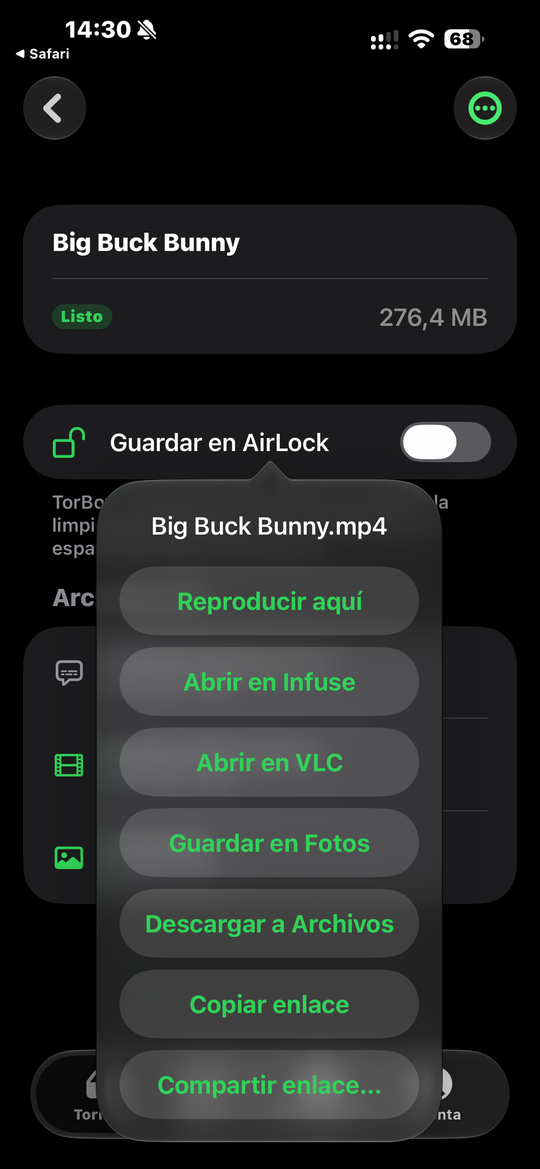 14:30
68
Safari
Big Buck Bunny
Listo
276,4 MB
Guardar en AirLock
la
Big Buck Bunny.mp4
Reproducir aquí
Abrir en Infuse
Abrir en VLC
Guardar en Fotos
Descargar a Archivos
Copiar enlace
Compartir enlace...